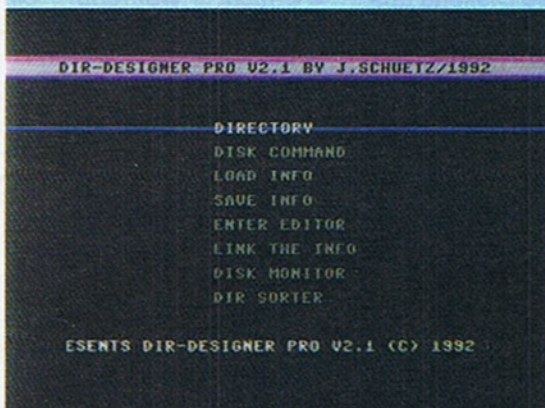 DIR-DESIGNER PRO V2.1 BY J.SCHUETZ/1992
DIRECTORY
DISK COMMAND
LOAD INFO
SAVE INFO
ENTER EDITOR
LINK THE INFO
DISK MONITOR
DIR SORTER
ESENTS DIR-DESIGNER PRO V2.1 (C) 1992